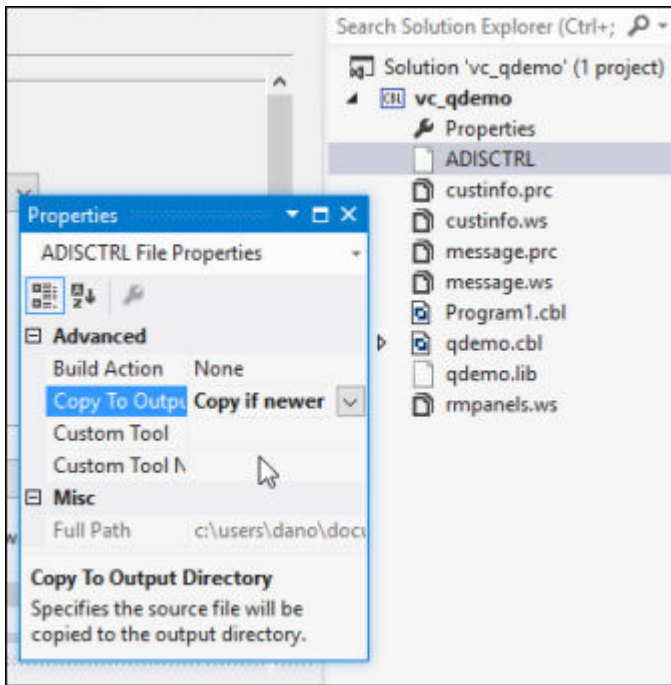 Search Solution Explorer (Ctrl+;
Solution 'vc_qdemo' (1 project)
vc_qdemo
Properties
ADISCTRL
custinfo.prc
custinfo.ws
message.prc
message.ws
Program1.cbl
qdemo.cbl
qdemo.lib
rmpanels.ws
Properties
ADISCTRL File Properties
Advanced
Build Action None
Copy To Outpu Copy if newer
Custom Tool
Custom Tool N
Misc
Full Path c:\users\dano\docu
Copy To Output Directory
Specifies the source file will be
copied to the output directory.